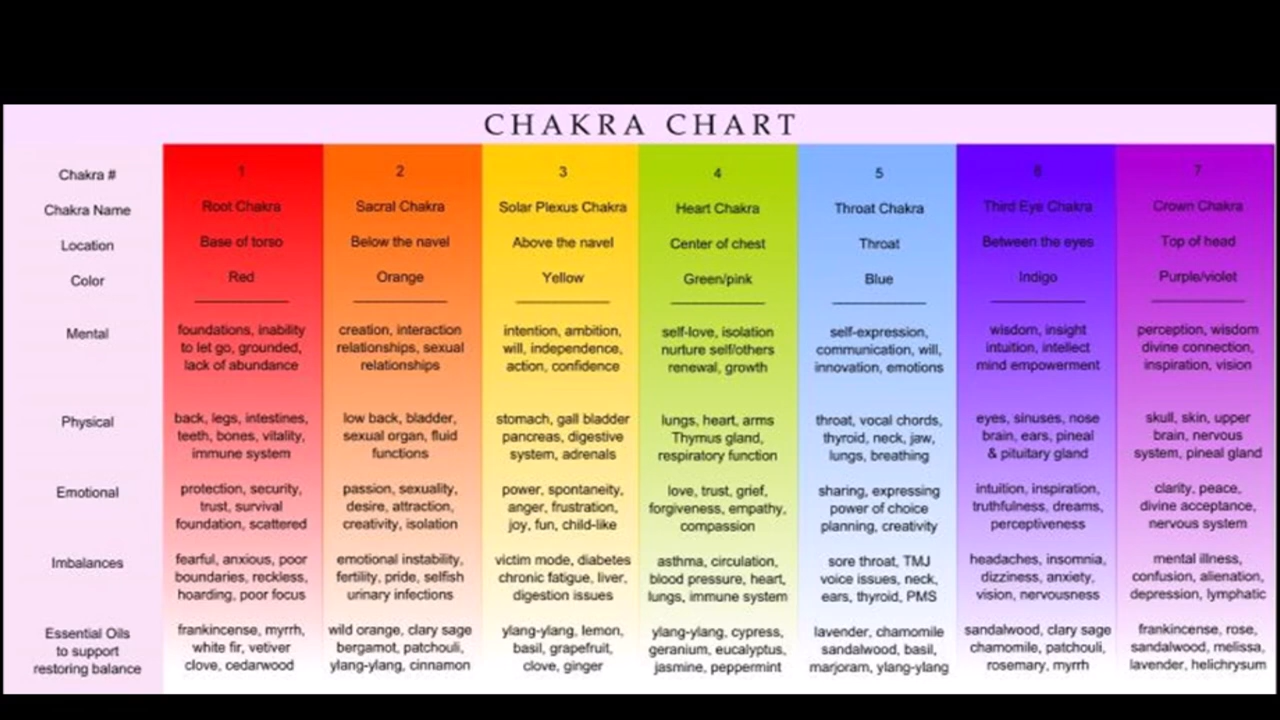 CHAKRA CHART
Chakra # 1 2 3 4 5 6 7
Chakra Name Root Chakra Sacral Chakra Solar Plexus Chakra Heart Chakra Throat Chakra Third Eye Chakra Crown Chakra
Location Base of torso Below the navel Above the navel Center of chest Throat Between the eyes Top of head
Color Red Orange Yellow Green/pink Blue Indigo Purple/violet
Mental foundations, inability creation, interaction intention, ambition, self-love, isolation self-expression, wisdom, insight perception, wisdom
to let go, grounded, relationships, sexual will, independence, nurture self/others communication, will, intuition, intellect divine connection,
lack of abundance relationships action, confidence renewal, growth innovation, emotions mind empowerment inspiration, vision
Physical back, legs, intestines, low back, bladder, stomach, gall bladder lungs, heart, arms throat, vocal chords, eyes, sinuses, nose skull, skin, upper
teeth, bones, vitality, sexual organ, fluid pancreas, digestive Thymus gland, thyroid, neck, jaw, brain, ears, pineal brain, nervous
immune system functions system, adrenals respiratory function lungs, breathing & pituitary gland system, pineal gland
Emotional protection, security, passion, sexuality, power, spontaneity, love, trust, grief, sharing, expressing intuition, inspiration, clarity, peace,
trust, survival desire, attraction, anger, frustration, forgiveness, empathy, power of choice truthfulness, dreams, divine acceptance,
foundation, scattered creativity, isolation joy, fun, child-like compassion planning, creativity perceptiveness nervous system
Imbalances fearful, anxious, poor emotional instability, victim mode, diabetes asthma, circulation, sore throat, TMJ headaches, insomnia, mental illness,
boundaries, reckless, fertility, pride, selfish chronic fatigue, liver, blood pressure, heart, voice issues, neck, dizziness, anxiety, confusion, alienation,
hoarding, poor focus urinary infections digestion issues lungs, immune system ears, thyroid, PMS vision, nervousness depression, lymphatic
Essential Oils frankincense, myrrh, wild orange, clary sage ylang-ylang, lemon, ylang-ylang, cypress, lavender, chamomile sandalwood, clary sage frankincense, rose,
to support white fir, vetiver bergamot, patchouli, basil, grapefruit, geranium, eucalyptus, sandalwood, basil, chamomile, patchouli, sandalwood, melissa,
restoring balance clove, cedarwood ylang-ylang, cinnamon clove, ginger jasmine, peppermint marjoram, ylang-ylang rosemary, myrrh lavender, helichrysum